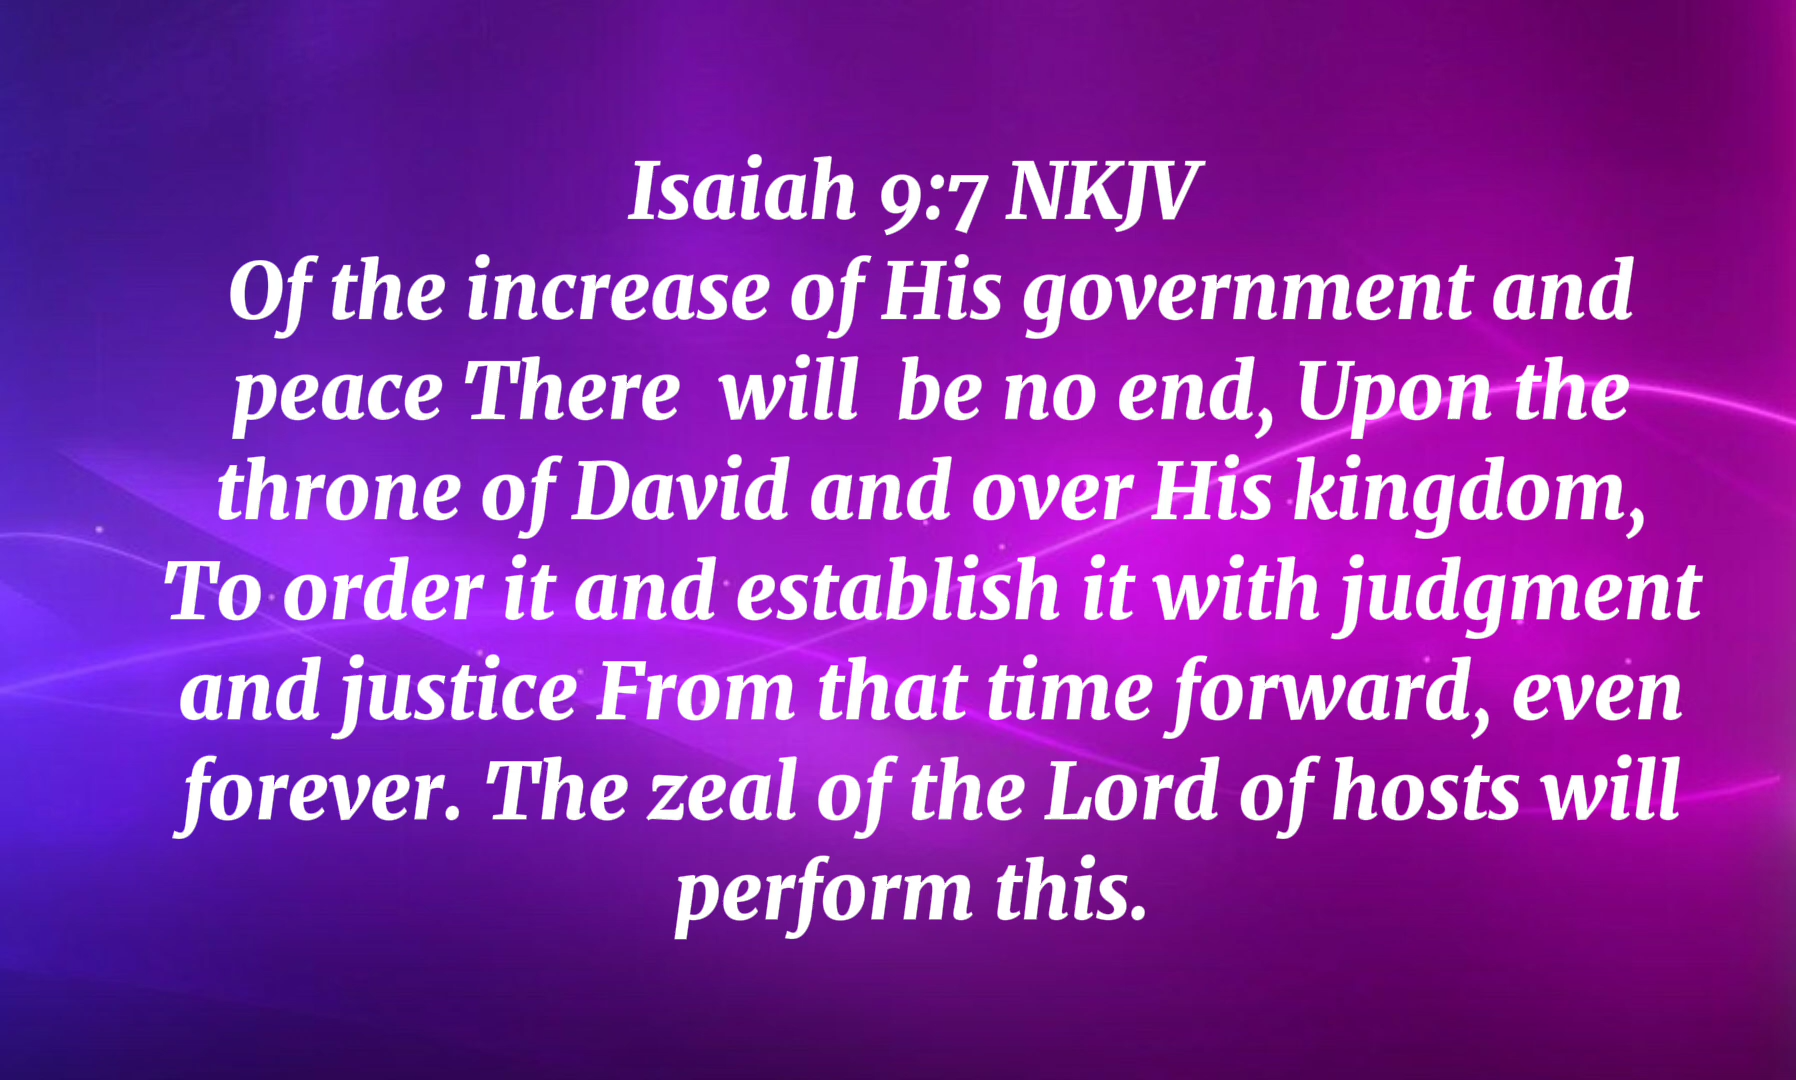 Isaiah 9:7 NKJV
Of the increase of His government and
peace There  will  be no end, Upon the
throne of David and over His kingdom,
To order it and establish it with judgment
and justice From that time forward, even
forever. The zeal of the Lord of hosts will
perform this.